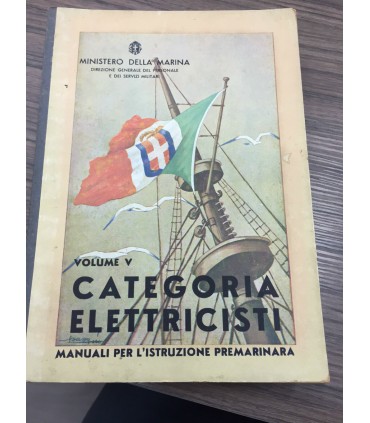 MINISTERO DELLA MARINA
DIREZIONE GENERALE DEL PERSONALE
E DEI SERVIZI MILITARI
VOLUME V
CATEGORIA
ELETTRICISTI
MANUALI PER L'ISTRUZIONE PREMARINARA